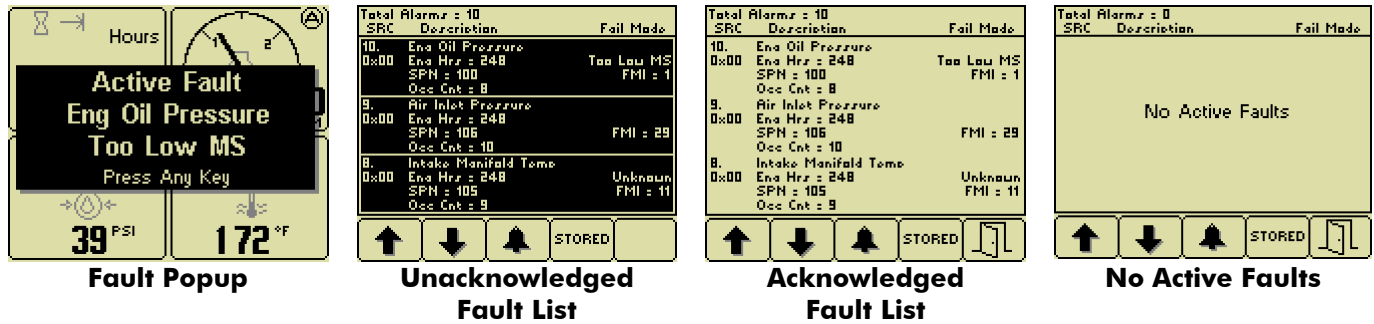 Hours
1 2
Active Fault
Eng Oil Pressure
Too Low MS
Press Any Key
39 PSI
172 °F
Fault Popup
Total Alarms : 10
SRC Description Fail Mode
10. Eng Oil Pressure
0x00 Eng Hrs : 248 Too Low MS
SPN : 100 FMI : 1
Occ Cnt : 8
9. Air Inlet Pressure
0x00 Eng Hrs : 248
SPN : 106 FMI : 29
Occ Cnt : 10
8. Intake Manifold Temp
0x00 Eng Hrs : 248 Unknown
SPN : 105 FMI : 11
Occ Cnt : 9
STORED
Unacknowledged
Fault List
Total Alarms : 10
SRC Description Fail Mode
10. Eng Oil Pressure
0x00 Eng Hrs : 248 Too Low MS
SPN : 100 FMI : 1
Occ Cnt : 8
9. Air Inlet Pressure
0x00 Eng Hrs : 248
SPN : 106 FMI : 29
Occ Cnt : 10
8. Intake Manifold Temp
0x00 Eng Hrs : 248 Unknown
SPN : 105 FMI : 11
Occ Cnt : 9
STORED
Acknowledged
Fault List
Total Alarms : 0
SRC Description Fail Mode
No Active Faults
STORED
No Active Faults